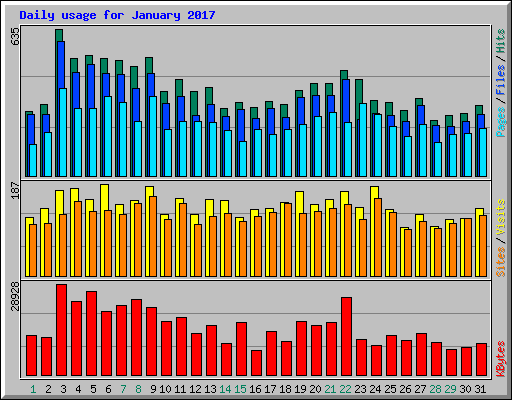 Daily usage for January 2017
635
Pages / Files / Hits
187
Sites / Visits
28928
KBytes
1 2 3 4 5 6 7 8 9 10 11 12 13 14 15 16 17 18 19 20 21 22 23 24 25 26 27 28 29 30 31